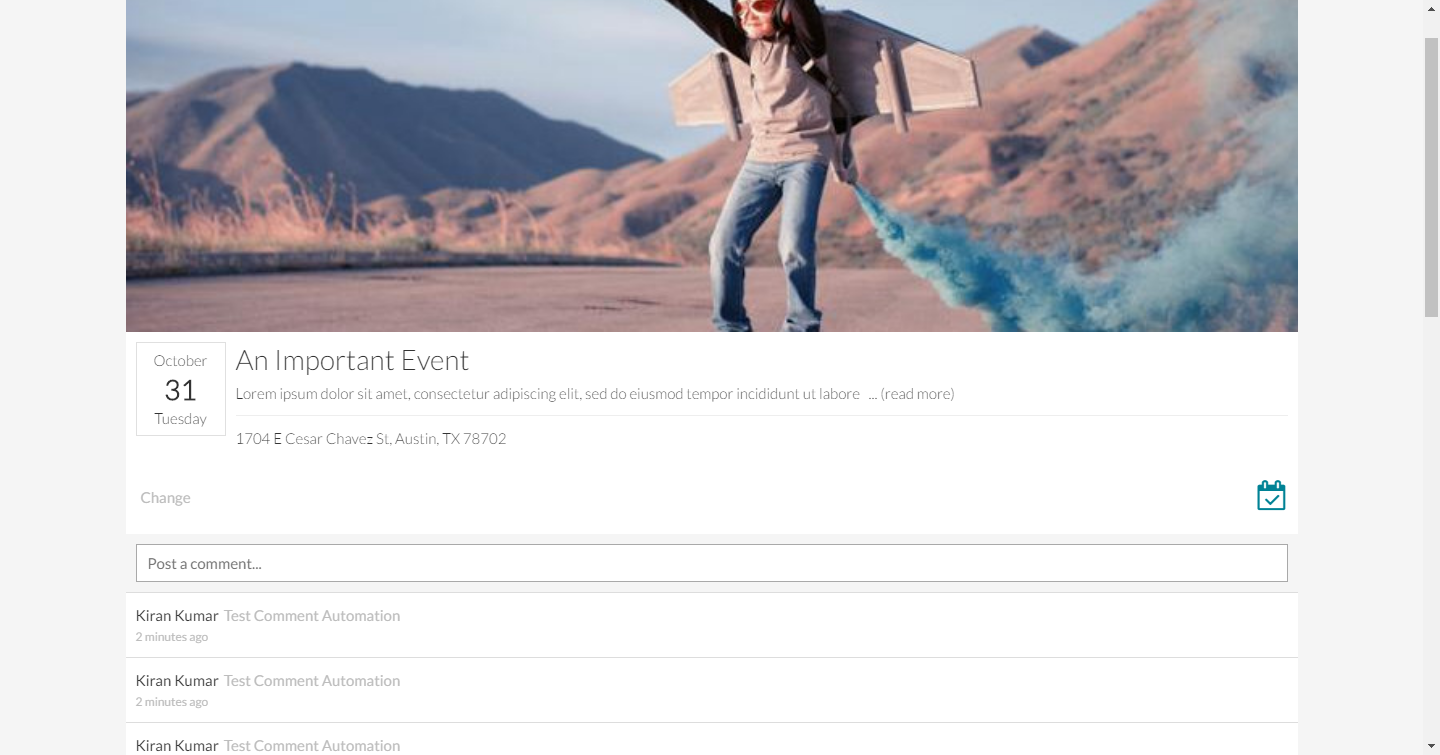 October
31
Tuesday
An Important Event
Lorem ipsum dolor sit amet, consectetur adipiscing elit, sed do eiusmod tempor incididunt ut labore ... (read more)
1704 E Cesar Chavez St, Austin, TX 78702
Change
Post a comment...
Kiran Kumar Test Comment Automation
2 minutes ago
Kiran Kumar Test Comment Automation
2 minutes ago
Kiran Kumar Test Comment Automation